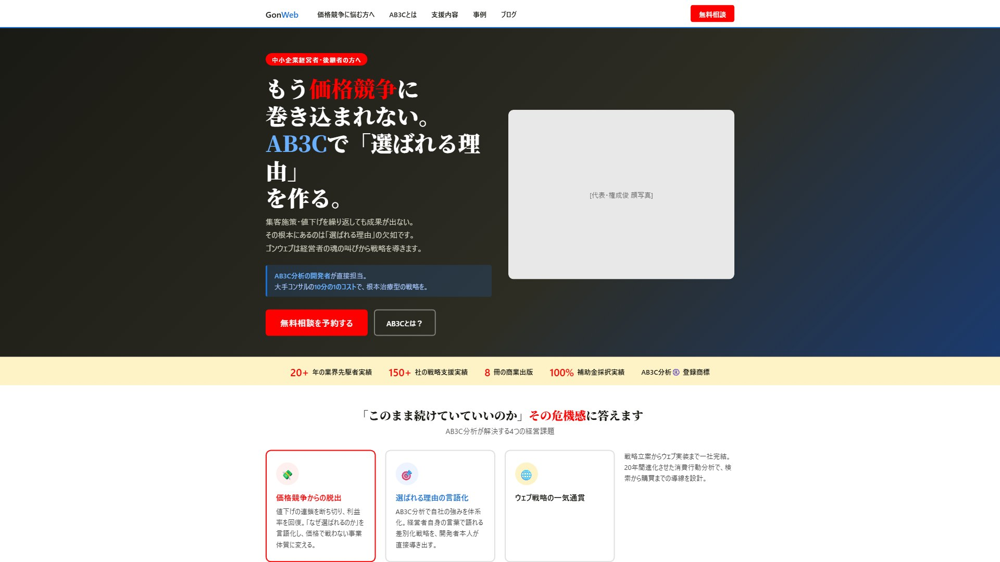 GonWeb
価格競争に悩む方へ
AB3Cとは
支援内容
事例
ブログ
無料相談
中小企業経営者・後継者の方へ
もう価格競争に
巻き込まれない。
AB3Cで「選ばれる理
由」
を作る。
集客施策・値下げを繰り返しても成果が出ない。
その根本にあるのは「選ばれる理由」の欠如です。
ゴンウェブは経営者の魂の叫びから戦略を導きます。
AB3C分析の開発者が直接担当。
大手コンサルの10分の1のコストで、根本治療型の戦略を。
無料相談を予約する
AB3Cとは？
[代表・権成俊 顔写真]
20+ 年の業界先駆者実績
150+ 社の戦略支援実績
8 冊の商業出版
100% 補助金採択実績
AB3C分析® 登録商標
「このまま続けていていいのか」その危機感に答えます
AB3C分析が解決する4つの経営課題
価格競争からの脱出
値下げの連鎖を断ち切り、利益
率を回復。「なぜ選ばれるのか」を
言語化し、価格で戦わない事業
体質に変える。
選ばれる理由の言語化
AB3C分析で自社の強みを体系
化。経営者自身の言葉で語れる
差別化戦略を、開発者本人が
直接導き出す。
ウェブ戦略の一気通貫
戦略立案からウェブ実装まで一社完結。
20年間進化させた消費行動分析で、検
索から購買までの導線を設計。